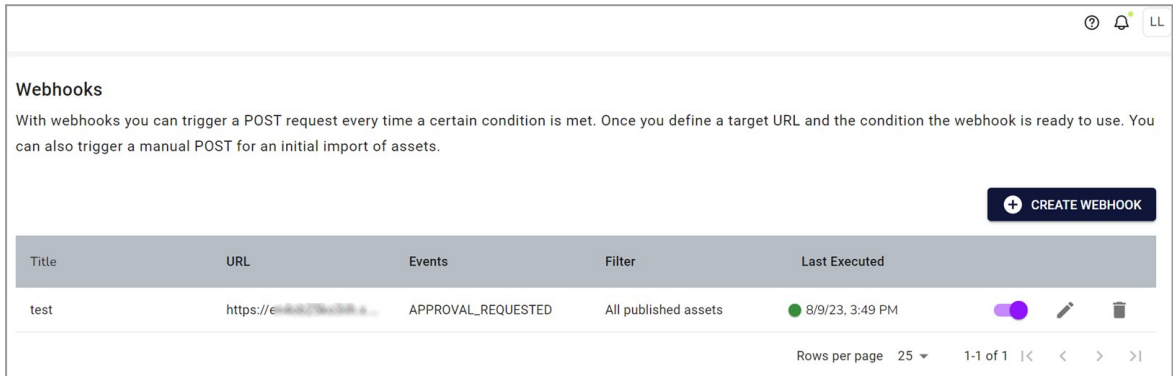 LL
Webhooks
With webhooks you can trigger a POST request every time a certain condition is met. Once you define a target URL and the condition the webhook is ready to use. You
can also trigger a manual POST for an initial import of assets.
CREATE WEBHOOK
Title URL Events Filter Last Executed
test https://e APPROVAL_REQUESTED All published assets 8/9/23, 3:49 PM
Rows per page 25 1-1 of 1